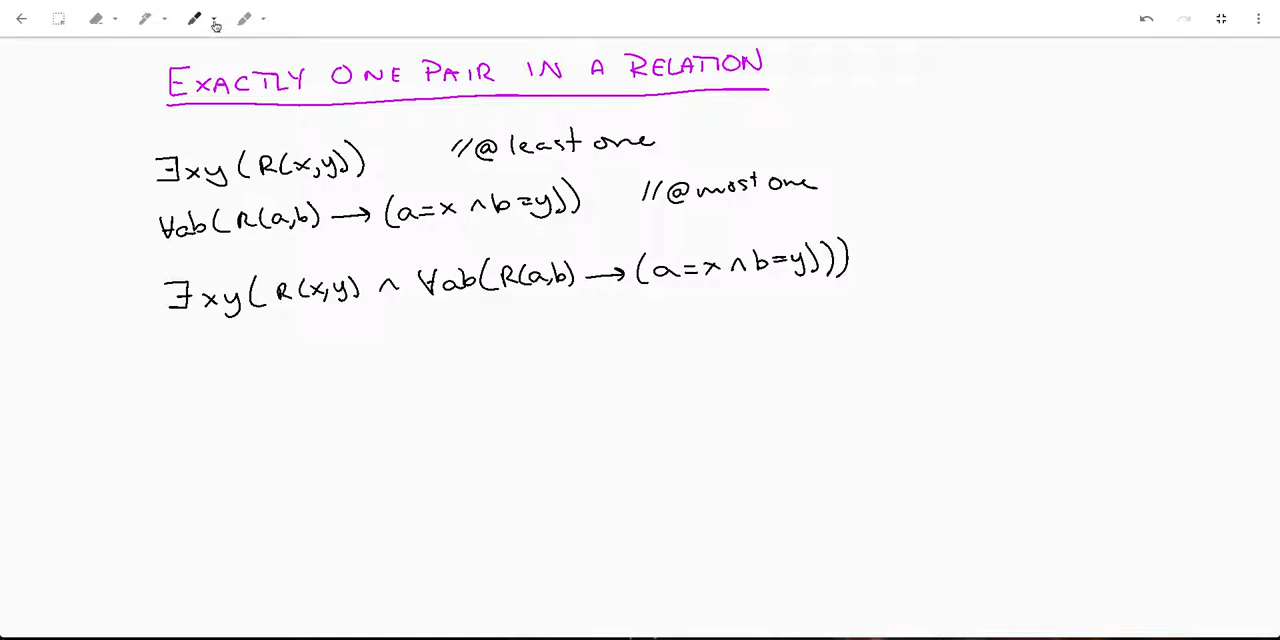 EXACTLY ONE PAIR IN A RELATION
∃xy(R(x,y)) //@ least one
∀ab(R(a,b) → (a=x ∧ b=y)) //@ most one
∃xy(R(x,y) ∧ ∀ab(R(a,b) → (a=x ∧ b=y)))